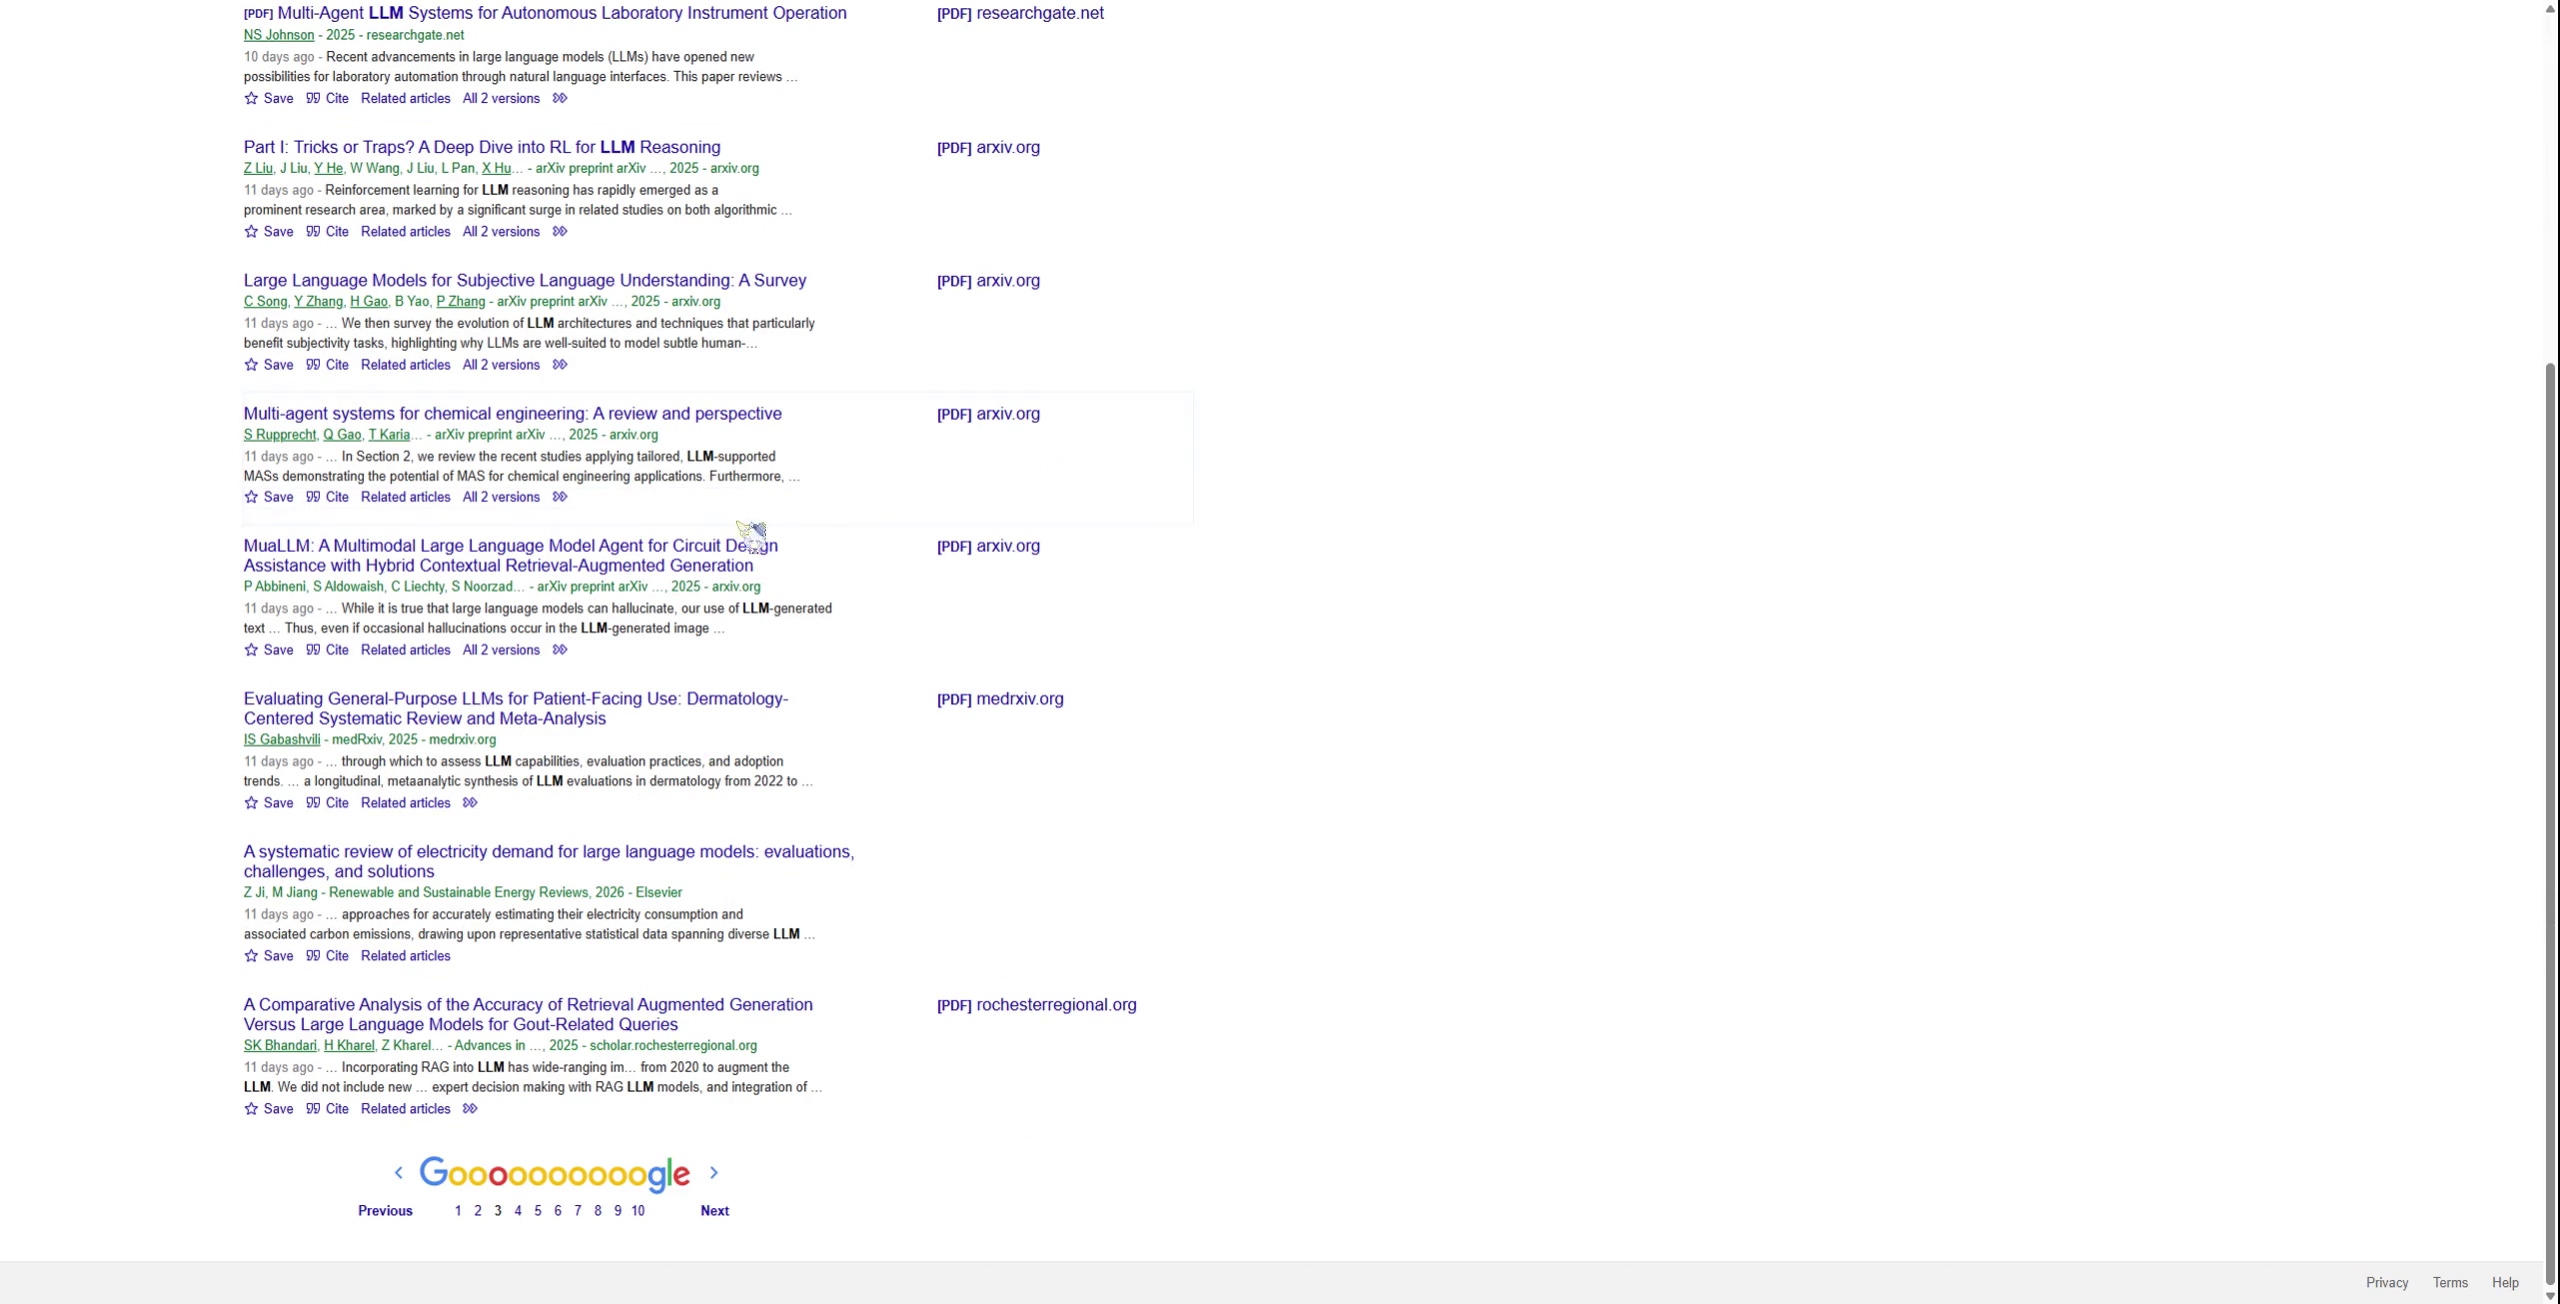 [PDF] Multi-Agent LLM Systems for Autonomous Laboratory Instrument Operation
[PDF] researchgate.net
NS Johnson - 2025 - researchgate.net
10 days ago - Recent advancements in large language models (LLMs) have opened new
possibilities for laboratory automation through natural language interfaces. This paper reviews …
Save Cite Related articles All 2 versions
Part I: Tricks or Traps? A Deep Dive into RL for LLM Reasoning
[PDF] arxiv.org
Z Liu, J Liu, Y He, W Wang, J Liu, L Pan, X Hu… - arXiv preprint arXiv …, 2025 - arxiv.org
11 days ago - Reinforcement learning for LLM reasoning has rapidly emerged as a
prominent research area, marked by a significant surge in related studies on both algorithmic …
Save Cite Related articles All 2 versions
Large Language Models for Subjective Language Understanding: A Survey
[PDF] arxiv.org
C Song, Y Zhang, H Gao, B Yao, P Zhang - arXiv preprint arXiv …, 2025 - arxiv.org
11 days ago - … We then survey the evolution of LLM architectures and techniques that particularly
benefit subjectivity tasks, highlighting why LLMs are well-suited to model subtle human-…
Save Cite Related articles All 2 versions
Multi-agent systems for chemical engineering: A review and perspective
[PDF] arxiv.org
S Rupprecht, Q Gao, T Karia… - arXiv preprint arXiv …, 2025 - arxiv.org
11 days ago - … In Section 2, we review the recent studies applying tailored, LLM-supported
MASs demonstrating the potential of MAS for chemical engineering applications. Furthermore, …
Save Cite Related articles All 2 versions
MuaLLM: A Multimodal Large Language Model Agent for Circuit Design
[PDF] arxiv.org
Assistance with Hybrid Contextual Retrieval-Augmented Generation
P Abbineni, S Aldowaish, C Liechty, S Noorzad… - arXiv preprint arXiv …, 2025 - arxiv.org
11 days ago - … While it is true that large language models can hallucinate, our use of LLM-generated
text … Thus, even if occasional hallucinations occur in the LLM-generated image …
Save Cite Related articles All 2 versions
Evaluating General-Purpose LLMs for Patient-Facing Use: Dermatology-
[PDF] medrxiv.org
Centered Systematic Review and Meta-Analysis
IS Gabashvili - medRxiv, 2025 - medrxiv.org
11 days ago - … through which to assess LLM capabilities, evaluation practices, and adoption
trends. … a longitudinal, metaanalytic synthesis of LLM evaluations in dermatology from 2022 to …
Save Cite Related articles
A systematic review of electricity demand for large language models: evaluations,
challenges, and solutions
Z Ji, M Jiang - Renewable and Sustainable Energy Reviews, 2026 - Elsevier
11 days ago - … approaches for accurately estimating their electricity consumption and
associated carbon emissions, drawing upon representative statistical data spanning diverse LLM …
Save Cite Related articles
A Comparative Analysis of the Accuracy of Retrieval Augmented Generation
[PDF] rochesterregional.org
Versus Large Language Models for Gout-Related Queries
SK Bhandari, H Kharel, Z Kharel… - Advances in …, 2025 - scholar.rochesterregional.org
11 days ago - … Incorporating RAG into LLM has wide-ranging im… from 2020 to augment the
LLM. We did not include new … expert decision making with RAG LLM models, and integration of …
Save Cite Related articles
Goooooooooogle
Previous 1 2 3 4 5 6 7 8 9 10 Next
Privacy Terms Help